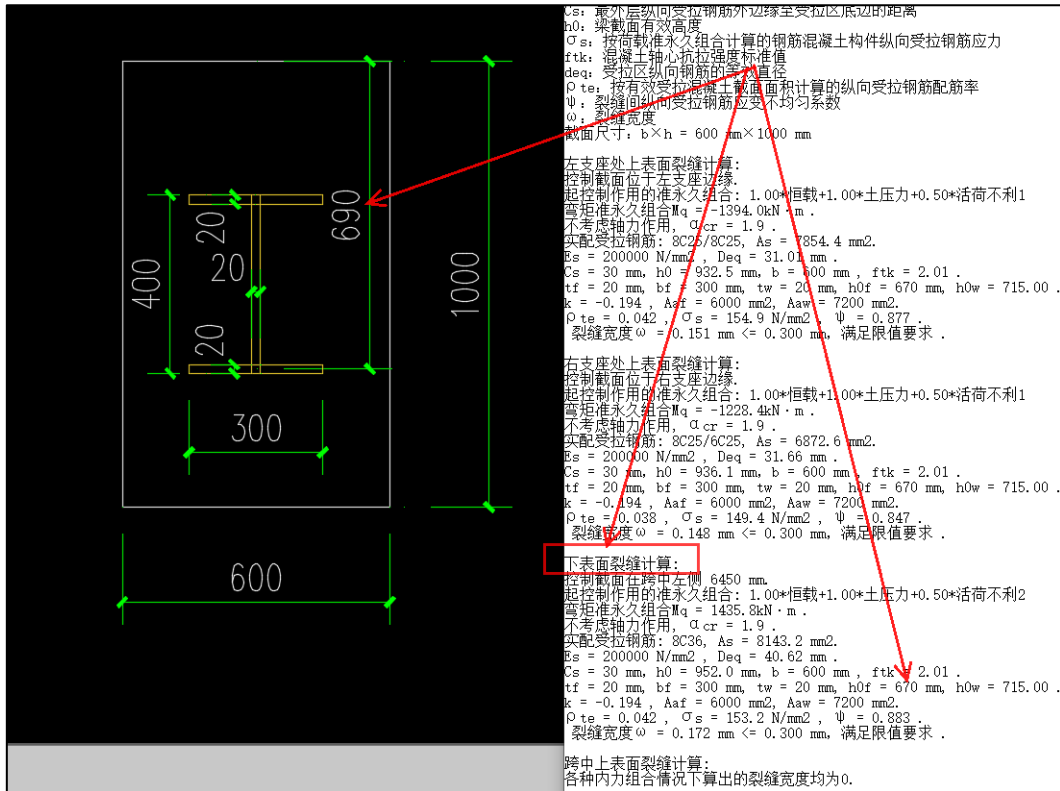 690
20
20
400
1000
20
300
600
Cs: 最外层纵向受拉钢筋外边缘至受拉区底边的距离
h0: 梁截面有效高度
σs: 按荷载准永久组合计算的钢筋混凝土构件纵向受拉钢筋应力
ftk: 混凝土轴心抗拉强度标准值
deq: 受拉区纵向钢筋的等效直径
ρte: 按有效受拉混凝土截面面积计算的纵向受拉钢筋配筋率
ψ: 裂缝间纵向受拉钢筋应变不均匀系数
ω: 裂缝宽度
截面尺寸: b×h = 600 mm×1000 mm
左支座处上表面裂缝计算:
控制截面位于左支座边缘.
起控制作用的准永久组合: 1.00*恒载+1.00*土压力+0.50*活荷不利1
弯矩准永久组合Mq = -1394.0kN·m .
不考虑轴力作用, αcr = 1.9 .
实配受拉钢筋: 8C25/8C25, As = 7854.4 mm2.
Es = 200000 N/mm2 , Deq = 31.01 mm .
Cs = 30 mm, h0 = 932.5 mm, b = 600 mm , ftk = 2.01 .
tf = 20 mm, bf = 300 mm, tw = 20 mm, h0f = 670 mm, h0w = 715.00 .
k = -0.194 , Aaf = 6000 mm2, Aaw = 7200 mm2.
ρte = 0.042 , σs = 154.9 N/mm2 , ψ = 0.877 .
裂缝宽度ω = 0.151 mm <= 0.300 mm, 满足限值要求 .
右支座处上表面裂缝计算:
控制截面位于右支座边缘.
起控制作用的准永久组合: 1.00*恒载+1.00*土压力+0.50*活荷不利1
弯矩准永久组合Mq = -1228.4kN·m .
不考虑轴力作用, αcr = 1.9 .
实配受拉钢筋: 8C25/6C25, As = 6872.6 mm2.
Es = 200000 N/mm2 , Deq = 31.66 mm .
Cs = 30 mm, h0 = 936.1 mm, b = 600 mm , ftk = 2.01 .
tf = 20 mm, bf = 300 mm, tw = 20 mm, h0f = 670 mm, h0w = 715.00 .
k = -0.194 , Aaf = 6000 mm2, Aaw = 7200 mm2.
ρte = 0.038 , σs = 149.4 N/mm2 , ψ = 0.847 .
裂缝宽度ω = 0.148 mm <= 0.300 mm, 满足限值要求 .
下表面裂缝计算:
控制截面在跨中左侧 6450 mm.
起控制作用的准永久组合: 1.00*恒载+1.00*土压力+0.50*活荷不利2
弯矩准永久组合Mq = 1435.8kN·m .
不考虑轴力作用, αcr = 1.9 .
实配受拉钢筋: 8C36, As = 8143.2 mm2.
Es = 200000 N/mm2 , Deq = 40.62 mm .
Cs = 30 mm, h0 = 952.0 mm, b = 600 mm , ftk = 2.01 .
tf = 20 mm, bf = 300 mm, tw = 20 mm, h0f = 670 mm, h0w = 715.00 .
k = -0.194 , Aaf = 6000 mm2, Aaw = 7200 mm2.
ρte = 0.042 , σs = 153.2 N/mm2 , ψ = 0.883 .
裂缝宽度ω = 0.172 mm <= 0.300 mm, 满足限值要求 .
跨中上表面裂缝计算:
各种内力组合情况下算出的裂缝宽度均为0.